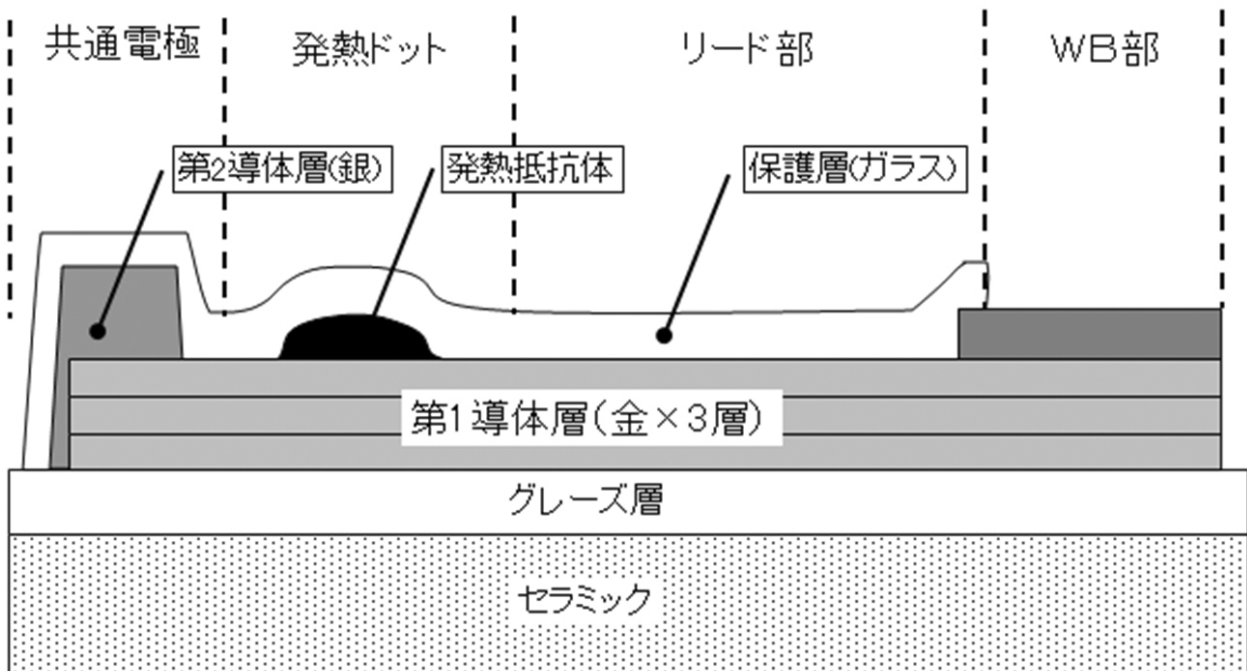 共通電極
発熱ドット
リード部
WB部
第2導体層(銀)
発熱抵抗体
保護層(ガラス)
第1導体層(金×3層)
グレーズ層
セラミック